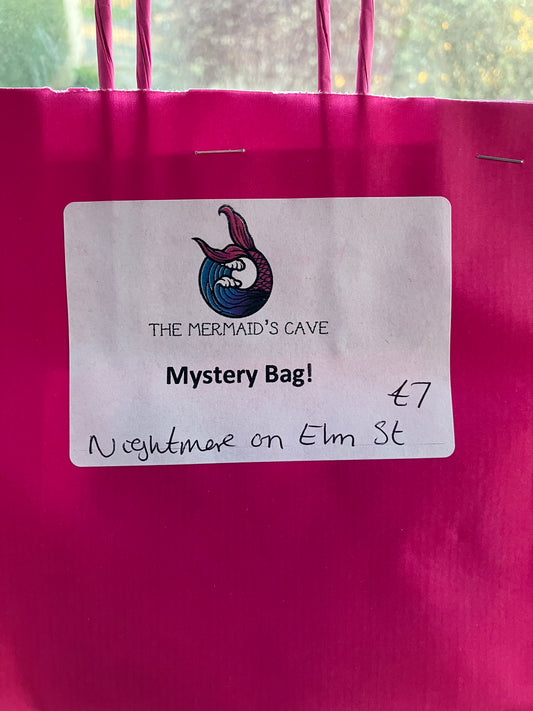 THE MERMAID'S CAVE
Mystery Bag!
£7
Nightmare on Elm St